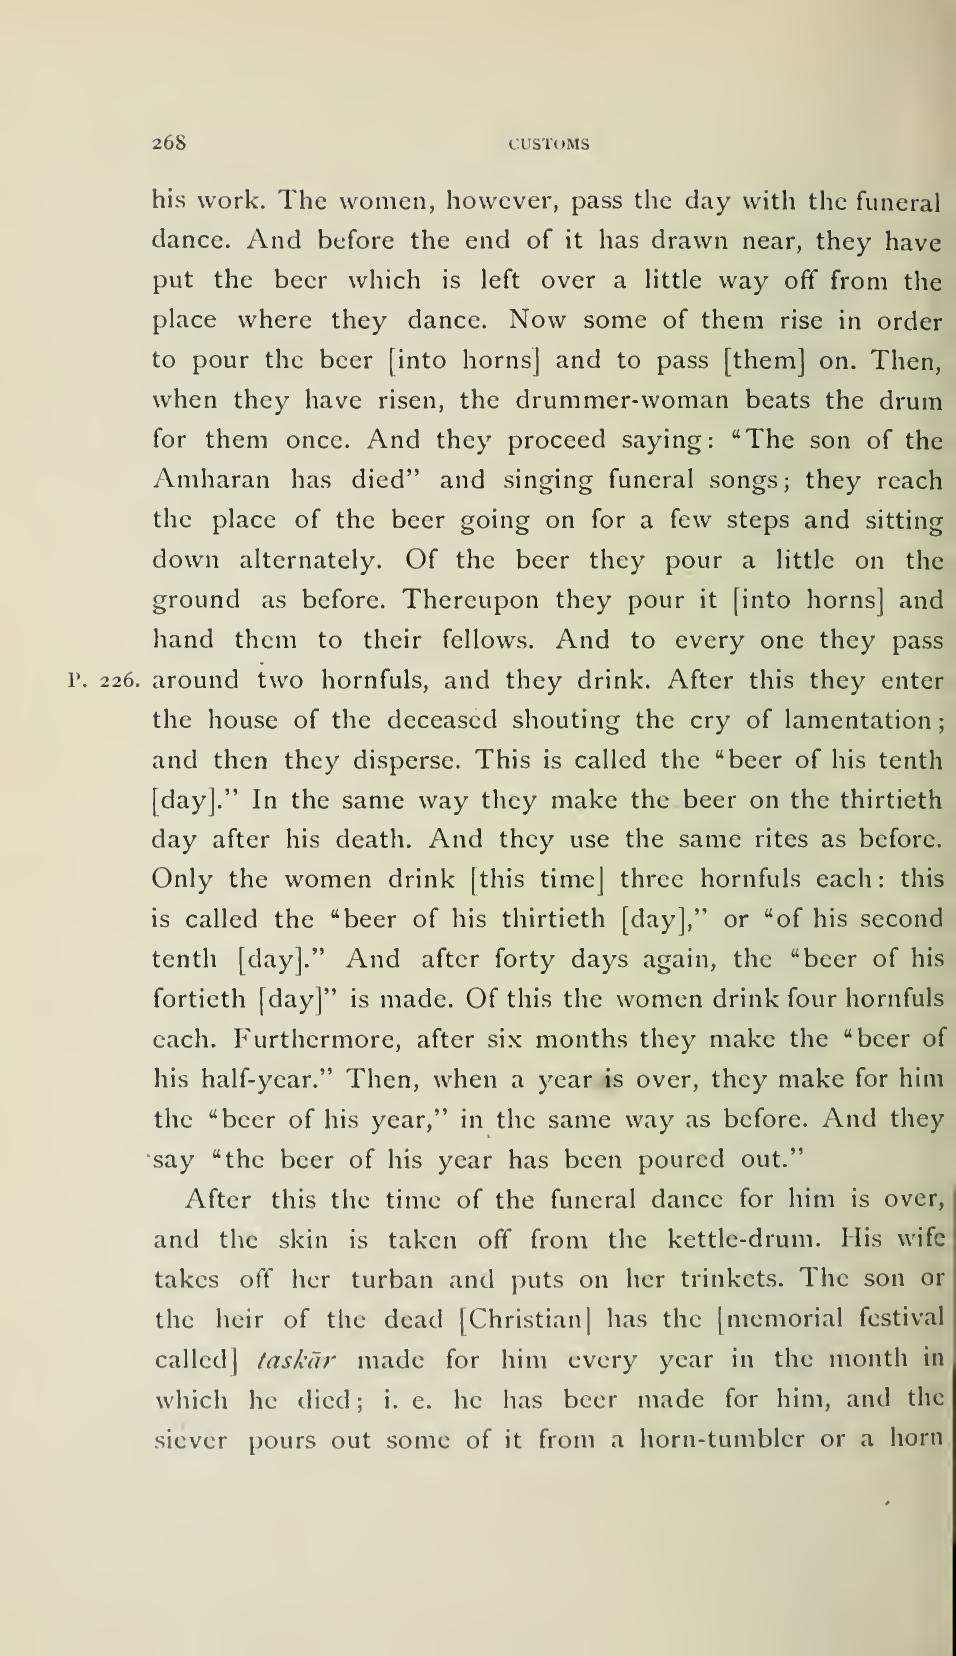 268 CUSTOMS
his work. The women, however, pass the day with the funeral
dance. And before the end of it has drawn near, they have
put the beer which is left over a little way off from the
place where they dance. Now some of them rise in order
to pour the beer [into horns] and to pass [them] on. Then,
when they have risen, the drummer-woman beats the drum
for them once. And they proceed saying: “The son of the
Amharan has died” and singing funeral songs; they reach
the place of the beer going on for a few steps and sitting
down alternately. Of the beer they pour a little on the
ground as before. Thereupon they pour it [into horns] and
hand them to their fellows. And to every one they pass
P. 226. around two hornfuls, and they drink. After this they enter
the house of the deceased shouting the cry of lamentation;
and then they disperse. This is called the “beer of his tenth
[day].” In the same way they make the beer on the thirtieth
day after his death. And they use the same rites as before.
Only the women drink [this time] three hornfuls each: this
is called the “beer of his thirtieth [day],” or “of his second
tenth [day].” And after forty days again, the “beer of his
fortieth [day]” is made. Of this the women drink four hornfuls
each. Furthermore, after six months they make the “beer of
his half-year.” Then, when a year is over, they make for him
the “beer of his year,” in the same way as before. And they
say “the beer of his year has been poured out.”
After this the time of the funeral dance for him is over,
and the skin is taken off from the kettle-drum. His wife
takes off her turban and puts on her trinkets. The son or
the heir of the dead [Christian] has the [memorial festival
called] taskār made for him every year in the month in
which he died; i. e. he has beer made for him, and the
siever pours out some of it from a horn-tumbler or a horn